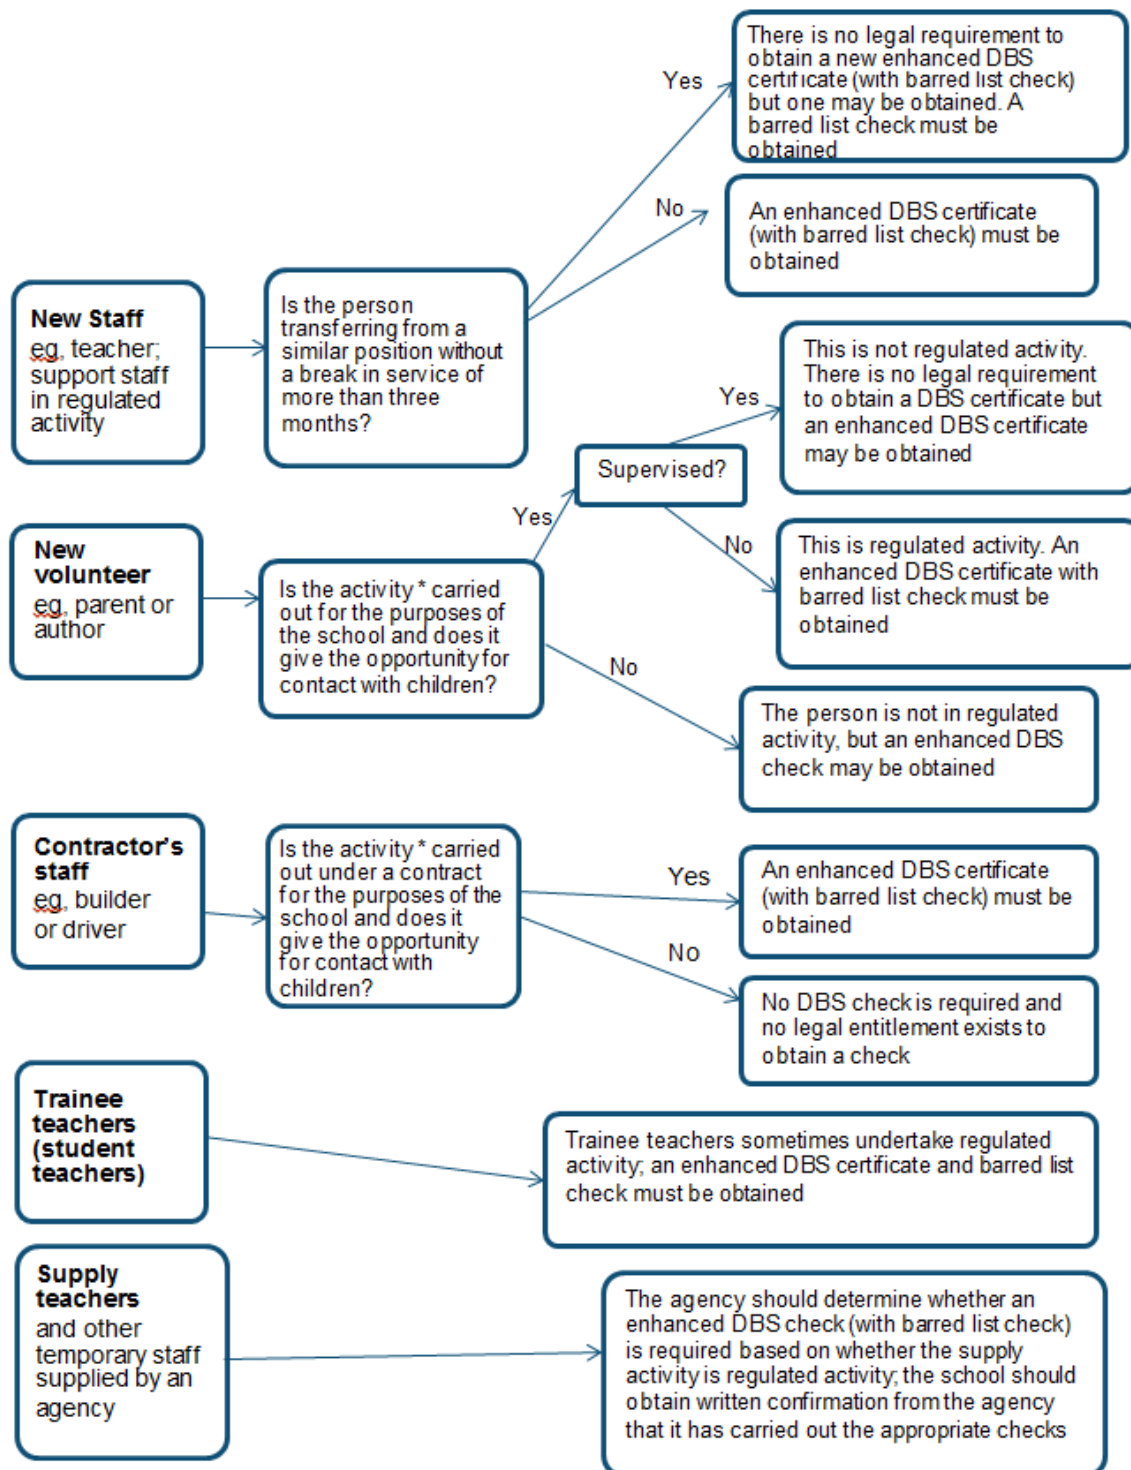 There is no legal requirement to
obtain a new enhanced DBS
certificate (with barred list check)
but one may be obtained. A
barred list check must be
obtained
Yes
No
An enhanced DBS certificate
(with barred list check) must be
obtained
New Staff
eg, teacher;
support staff
in regulated
activity
Is the person
transferring from a
similar position without
a break in service of
more than three
months?
This is not regulated activity.
There is no legal requirement
to obtain a DBS certificate but
an enhanced DBS certificate
may be obtained
Yes
Supervised?
Yes
No
New
volunteer
eg, parent or
author
Is the activity * carried
out for the purposes of
the school and does it
give the opportunity for
contact with children?
This is regulated activity. An
enhanced DBS certificate with
barred list check must be
obtained
No
The person is not in regulated
activity, but an enhanced DBS
check may be obtained
Contractor's
staff
eg, builder
or driver
Is the activity * carried
out under a contract
for the purposes of the
school and does it
give the opportunity
for contact with
children?
Yes
An enhanced DBS certificate
(with barred list check) must be
obtained
No
No DBS check is required and
no legal entitlement exists to
obtain a check
Trainee
teachers
(student
teachers)
Trainee teachers sometimes undertake regulated
activity; an enhanced DBS certificate and barred list
check must be obtained
Supply
teachers
and other
temporary staff
supplied by an
agency
The agency should determine whether an
enhanced DBS check (with barred list check)
is required based on whether the supply
activity is regulated activity; the school should
obtain written confirmation from the agency
that it has carried out the appropriate checks